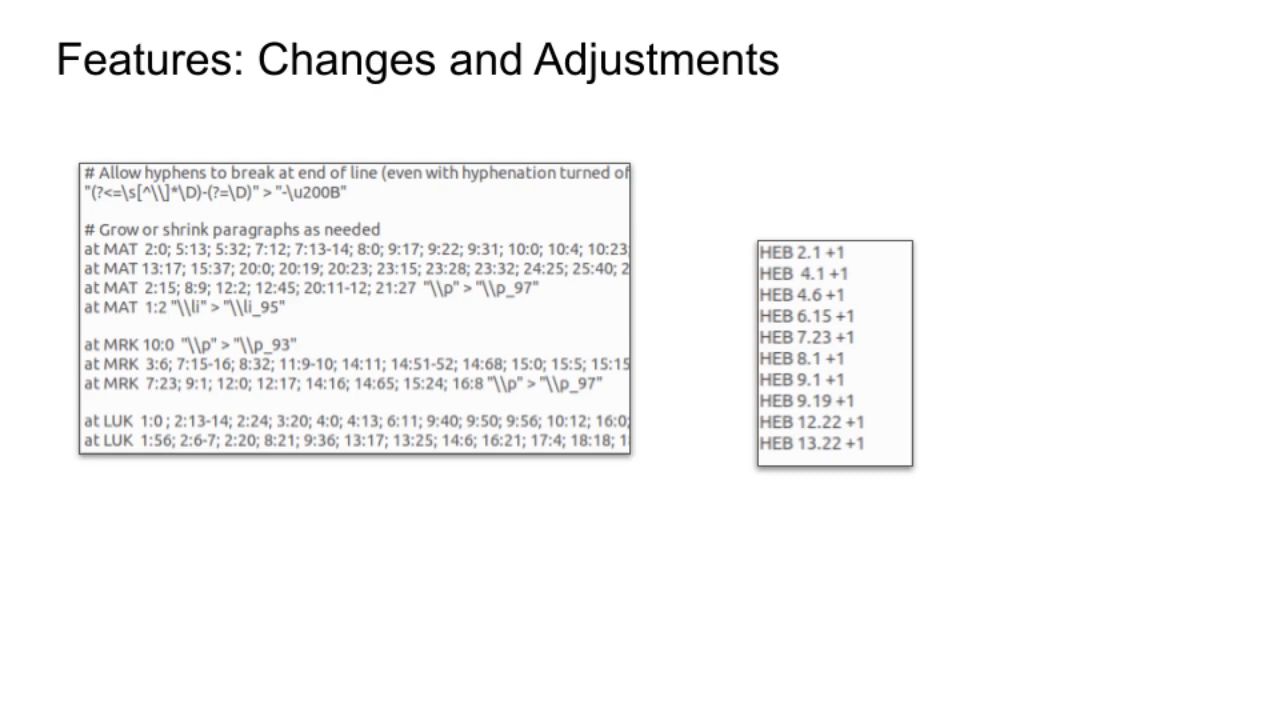 Features: Changes and Adjustments
# Allow hyphens to break at end of line (even with hyphenation turned of
"(?<=\s[^\\]*\D)-(?=\D)" > "-\u200B"
# Grow or shrink paragraphs as needed
at MAT 2:0; 5:13; 5:32; 7:12; 7:13-14; 8:0; 9:17; 9:22; 9:31; 10:0; 10:4; 10:23;
at MAT 13:17; 15:37; 20:0; 20:19; 20:23; 23:15; 23:28; 23:32; 24:25; 25:40; 2
at MAT 2:15; 8:9; 12:2; 12:45; 20:11-12; 21:27 "\\p" > "\\p_97"
at MAT 1:2 "\\li" > "\\li_95"
at MRK 10:0 "\\p" > "\\p_93"
at MRK 3:6; 7:15-16; 8:32; 11:9-10; 14:11; 14:51-52; 14:68; 15:0; 15:5; 15:15
at MRK 7:23; 9:1; 12:0; 12:17; 14:16; 14:65; 15:24; 16:8 "\\p" > "\\p_97"
at LUK 1:0 ; 2:13-14; 2:24; 3:20; 4:0; 4:13; 6:11; 9:40; 9:50; 9:56; 10:12; 16:0;
at LUK 1:56; 2:6-7; 2:20; 8:21; 9:36; 13:17; 13:25; 14:6; 16:21; 17:4; 18:18; 1
HEB 2.1 +1
HEB 4.1 +1
HEB 4.6 +1
HEB 6.15 +1
HEB 7.23 +1
HEB 8.1 +1
HEB 9.1 +1
HEB 9.19 +1
HEB 12.22 +1
HEB 13.22 +1